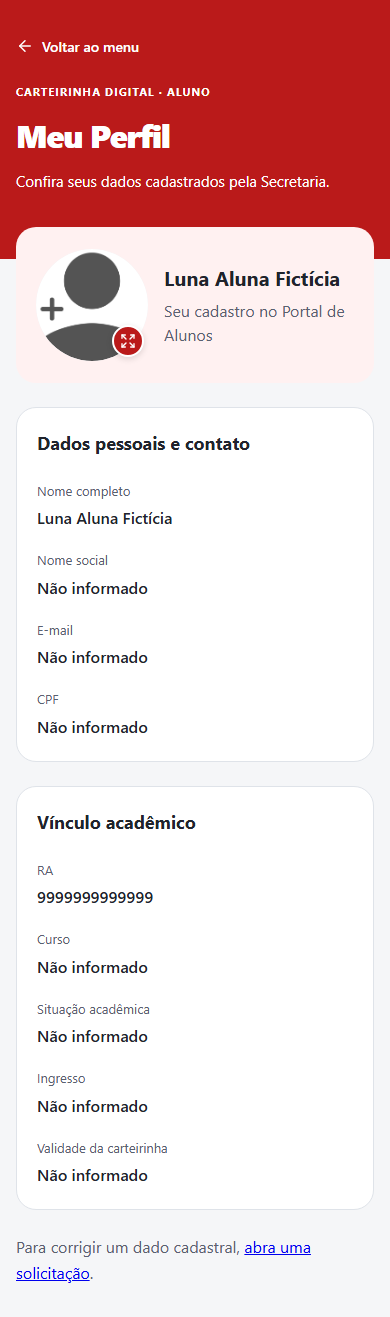 Voltar ao menu
CARTEIRINHA DIGITAL · ALUNO
Meu Perfil
Confira seus dados cadastrados pela Secretaria.
Luna Aluna Fictícia
Seu cadastro no Portal de
Alunos
Dados pessoais e contato
Nome completo
Luna Aluna Fictícia
Nome social
Não informado
E-mail
Não informado
CPF
Não informado
Vínculo acadêmico
RA
9999999999999
Curso
Não informado
Situação acadêmica
Não informado
Ingresso
Não informado
Validade da carteirinha
Não informado
Para corrigir um dado cadastral, abra uma
solicitação.